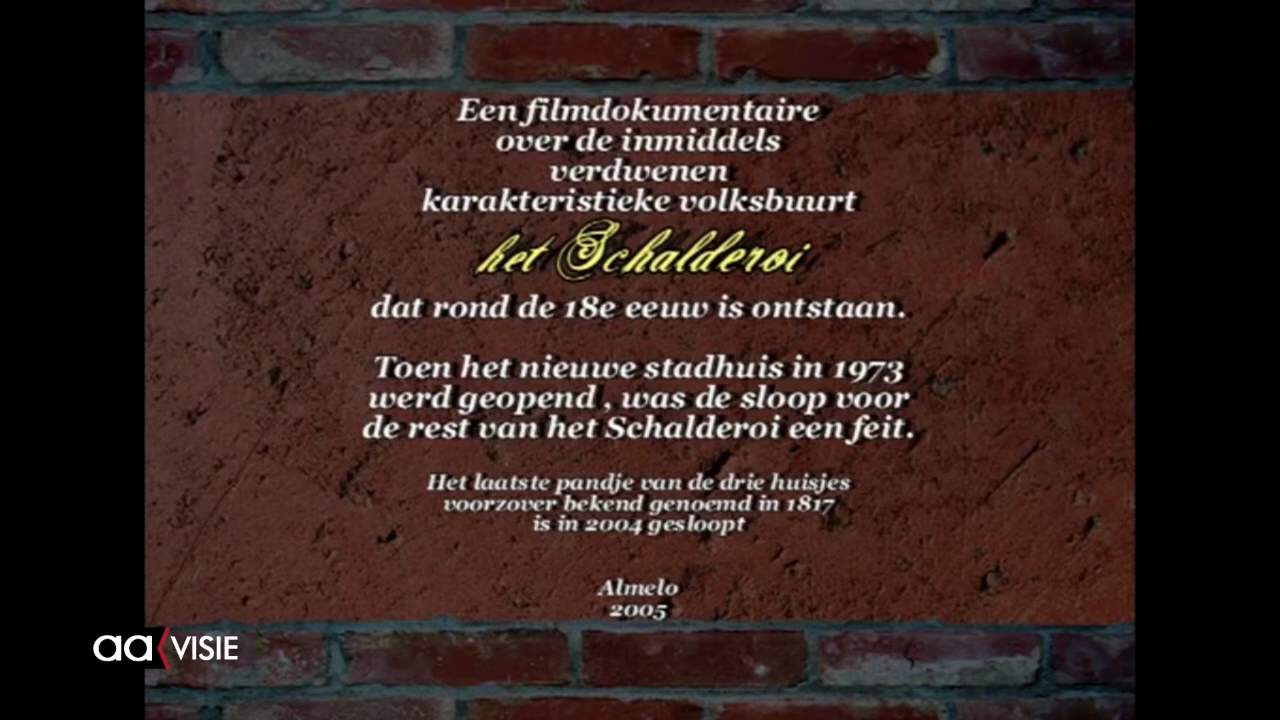 Een filmdokumentaire
over de inmiddels
verdwenen
karakteristieke volksbuurt
het Schalderoi
dat rond de 18e eeuw is ontstaan.
Toen het nieuwe stadhuis in 1973
werd geopend , was de sloop voor
de rest van het Schalderoi een feit.
Het laatste pandje van de drie huisjes
voorzover bekend genoemd in 1817
is in 2004 gesloopt
Almelo
2005
aa VISIE